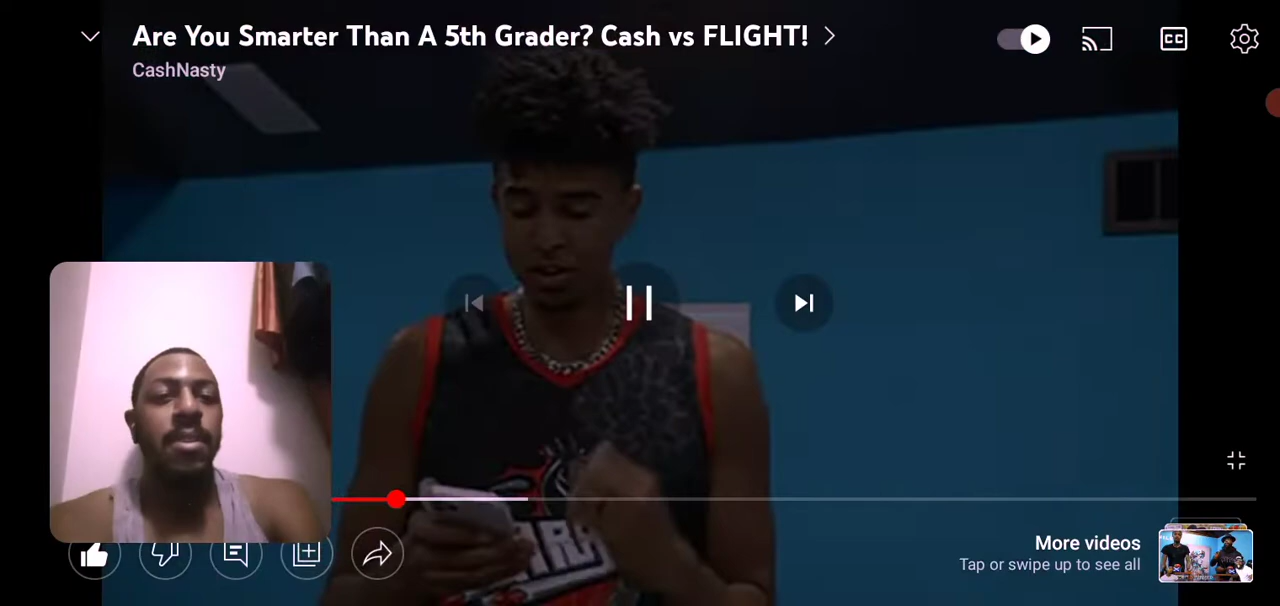 Are You Smarter Than A 5th Grader? Cash vs FLIGHT!
CashNasty
CC
More videos
Tap or swipe up to see all